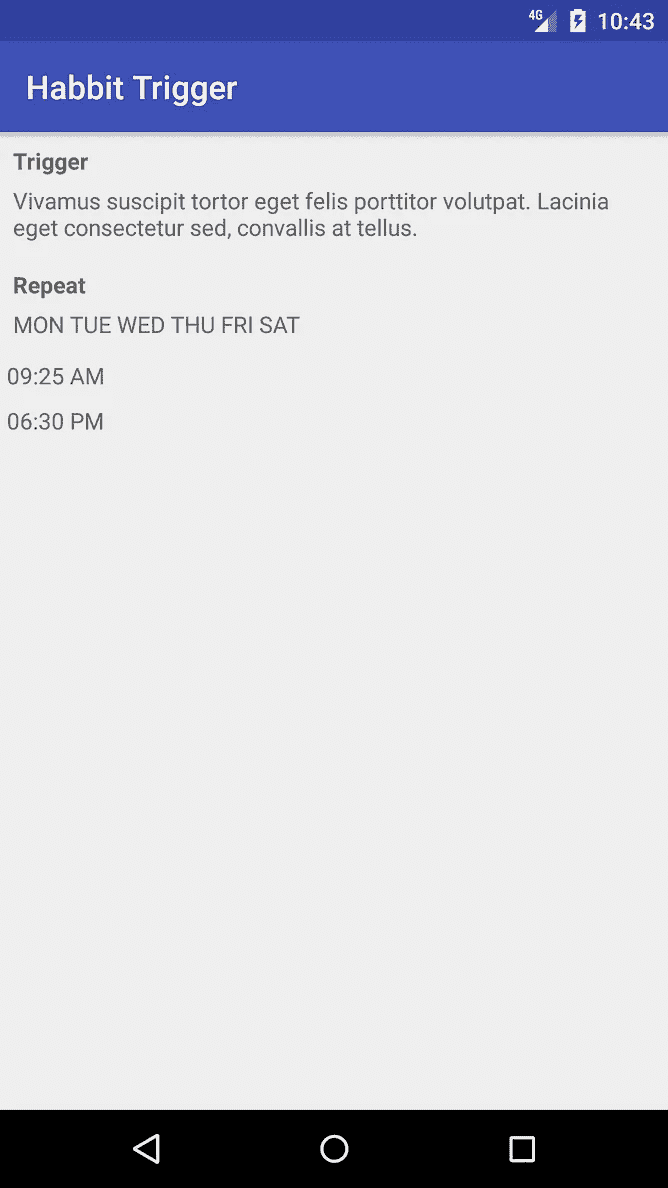 4G 10:43
Habbit Trigger
Trigger
Vivamus suscipit tortor eget felis porttitor volutpat. Lacinia
eget consectetur sed, convallis at tellus.
Repeat
MON TUE WED THU FRI SAT
09:25 AM
06:30 PM